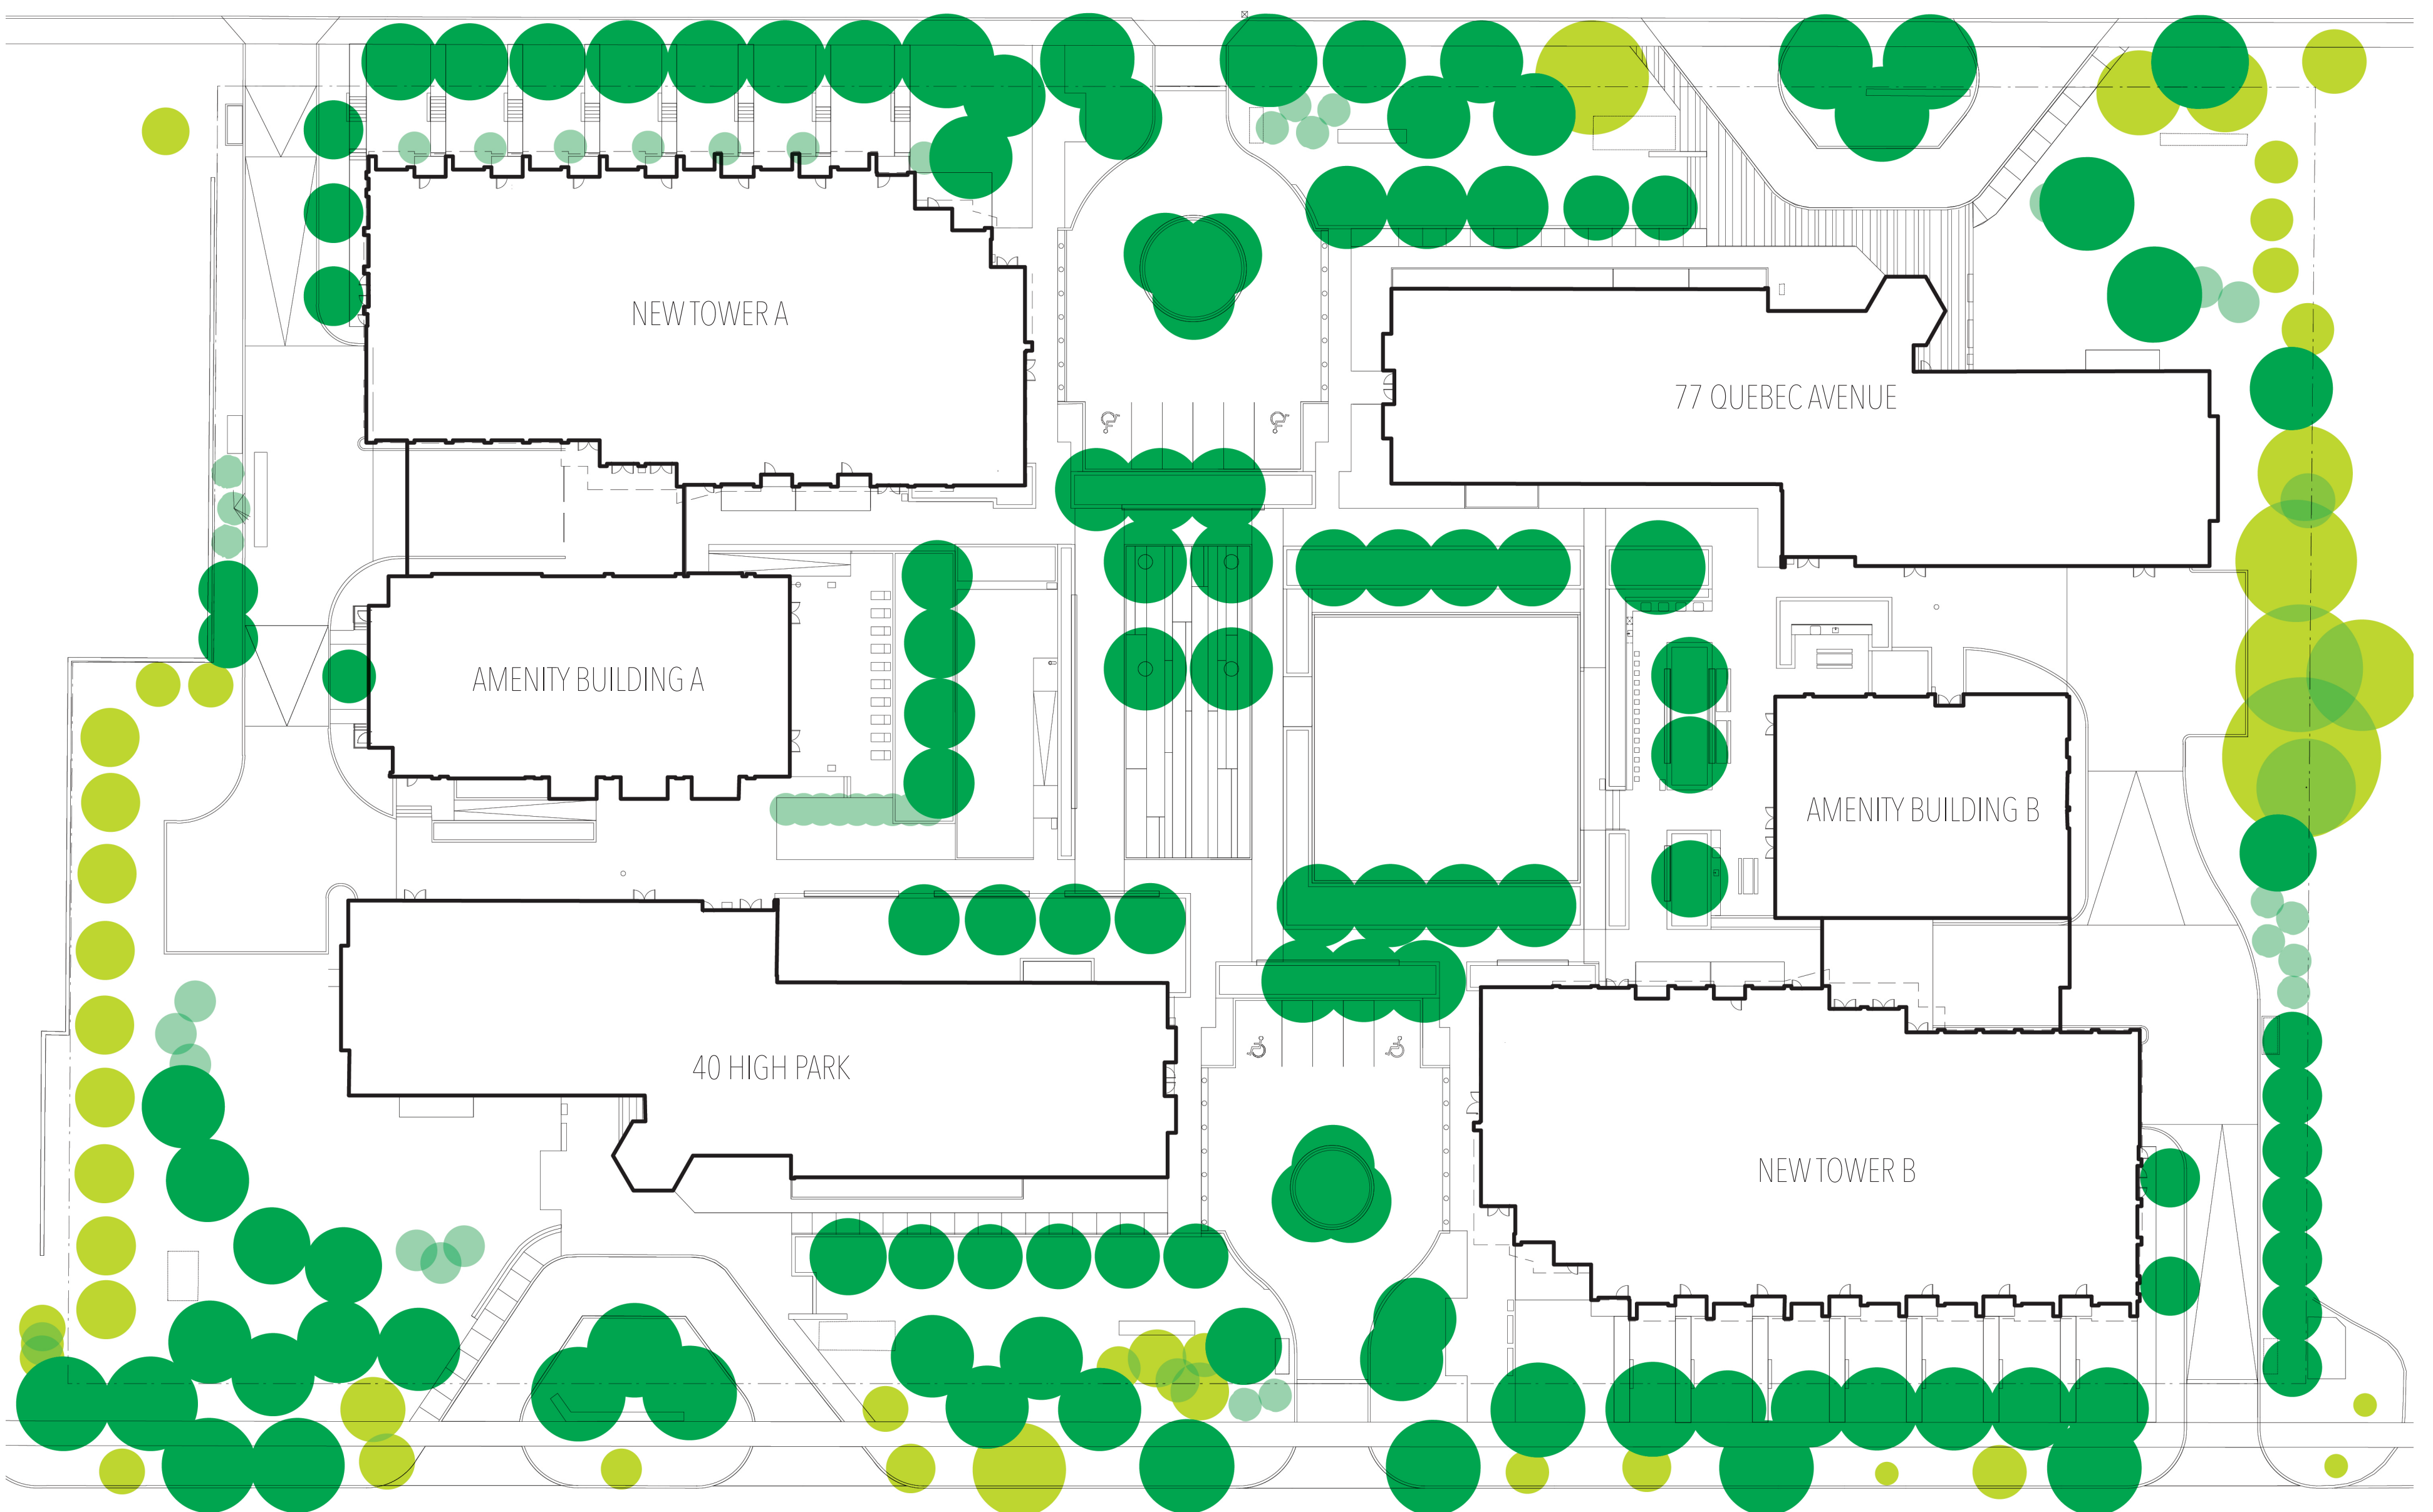 NEW TOWER A
77 QUEBEC AVENUE
AMENITY BUILDING A
AMENITY BUILDING B
40 HIGH PARK
NEW TOWER B